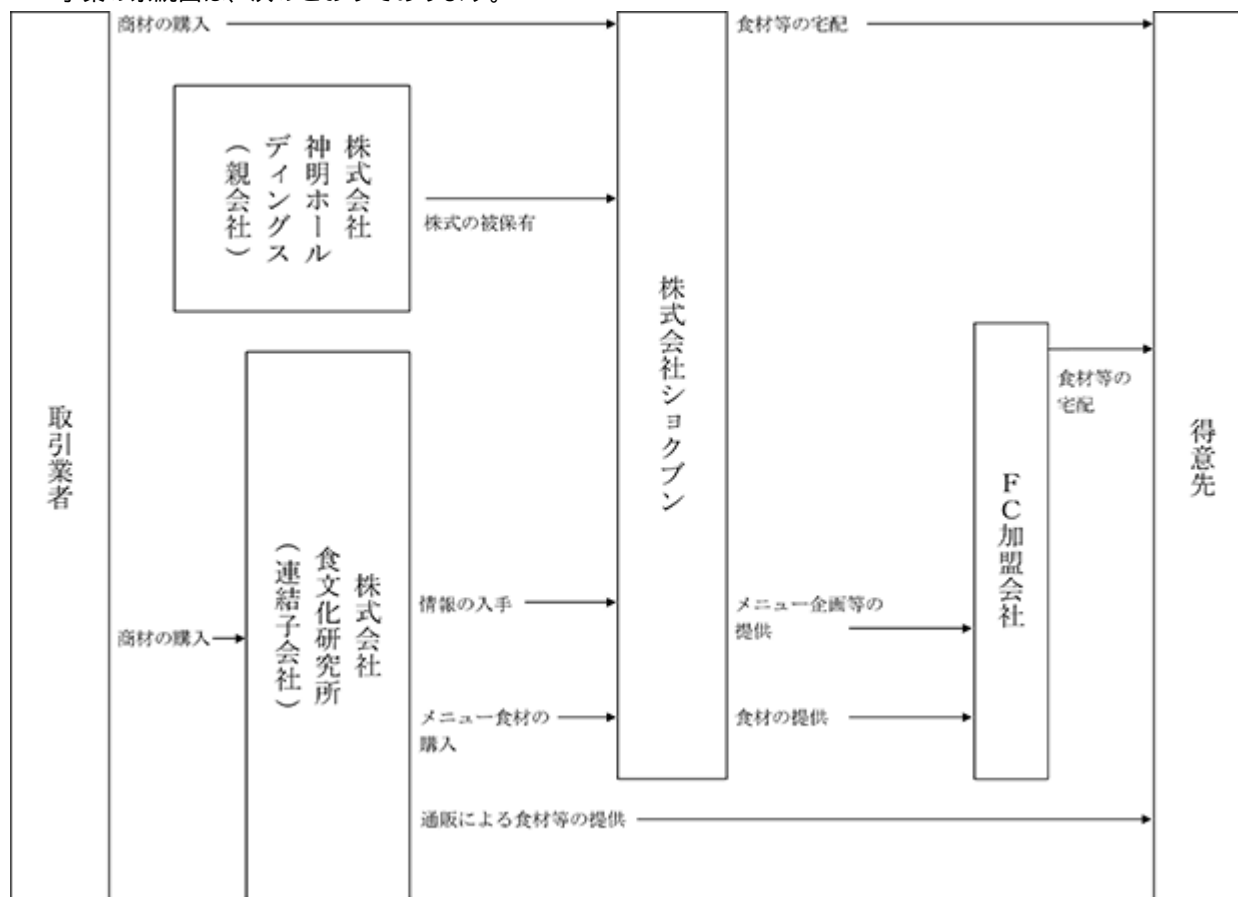 事業の系統図は、次のとおりであります。
商材の購入
食材等の宅配
株式会社
神明ホール
ディングス
（親会社）
株式の被保有
株式会社ショクブン
食材等の
宅配
取引業者
得意先
FC加盟会社
株式会社
食文化研究所
（連結子会社）
情報の入手
メニュー企画等の
提供
商材の購入
メニュー食材の
購入
食材の提供
通販による食材等の提供